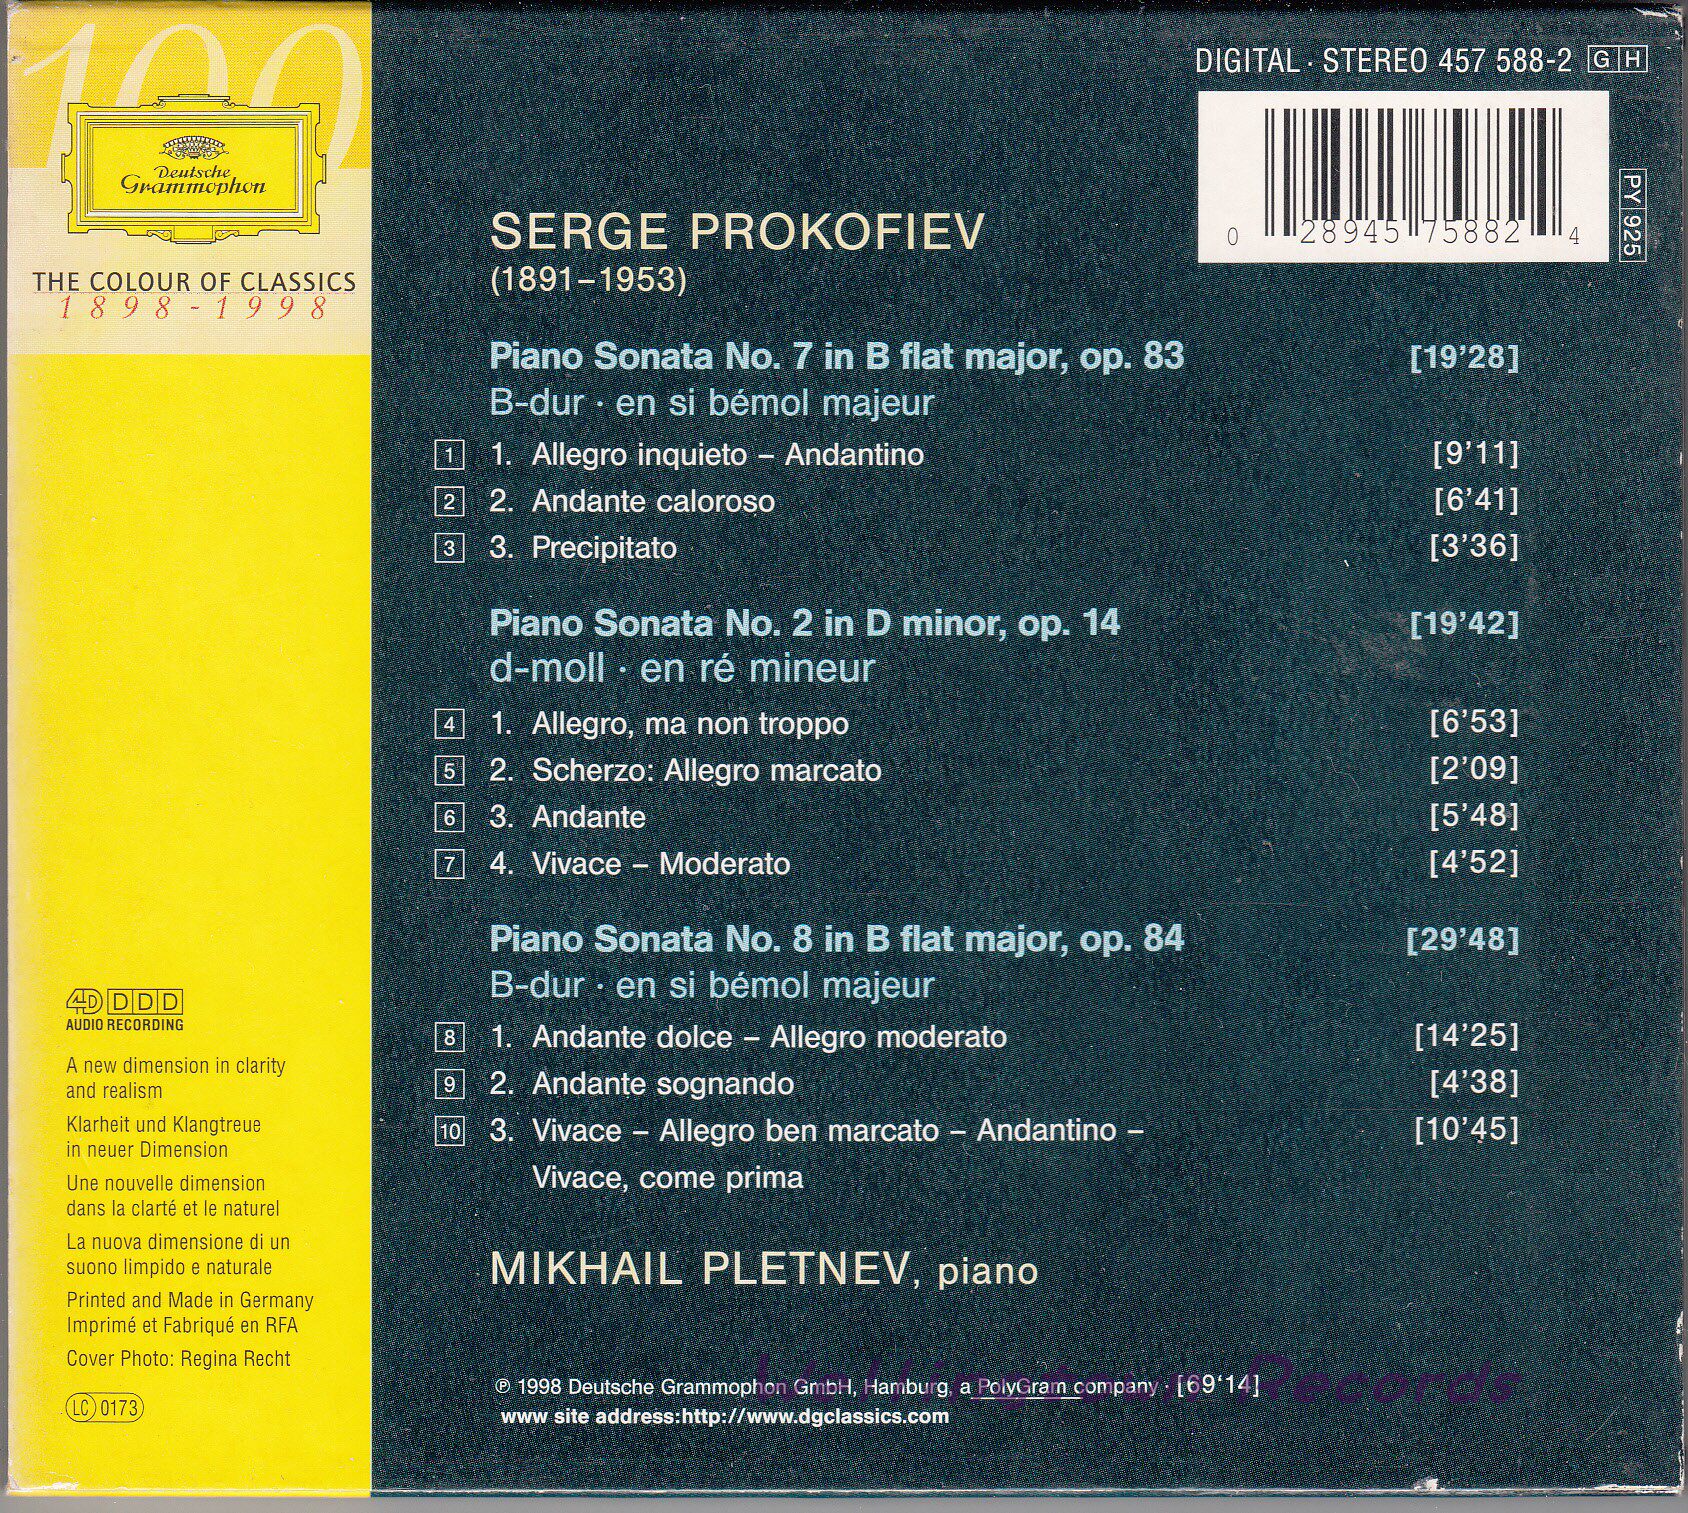 100
Deutsche
Grammophon
THE COLOUR OF CLASSICS
1898-1998
DIGITAL · STEREO 457 588-2 GH
0 28945 75882 4
PY 925
SERGE PROKOFIEV
(1891–1953)
Piano Sonata No. 7 in B flat major, op. 83 [19’28]
B-dur · en si bémol majeur
1 1. Allegro inquieto – Andantino [9’11]
2 2. Andante caloroso [6’41]
3 3. Precipitato [3’36]
Piano Sonata No. 2 in D minor, op. 14 [19’42]
d-moll · en ré mineur
4 1. Allegro, ma non troppo [6’53]
5 2. Scherzo: Allegro marcato [2’09]
6 3. Andante [5’48]
7 4. Vivace – Moderato [4’52]
Piano Sonata No. 8 in B flat major, op. 84 [29’48]
B-dur · en si bémol majeur
8 1. Andante dolce – Allegro moderato [14’25]
9 2. Andante sognando [4’38]
10 3. Vivace – Allegro ben marcato – Andantino – [10’45]
Vivace, come prima
MIKHAIL PLETNEV, piano
℗ 1998 Deutsche Grammophon GmbH, Hamburg, a PolyGram company · [69‘14]
www site address:http://www.dgclassics.com
Records
4D DDD
AUDIO RECORDING
A new dimension in clarity
and realism
Klarheit und Klangtreue
in neuer Dimension
Une nouvelle dimension
dans la clarté et le naturel
La nuova dimensione di un
suono limpido e naturale
Printed and Made in Germany
Imprimé et Fabriqué en RFA
Cover Photo: Regina Recht
LC 0173